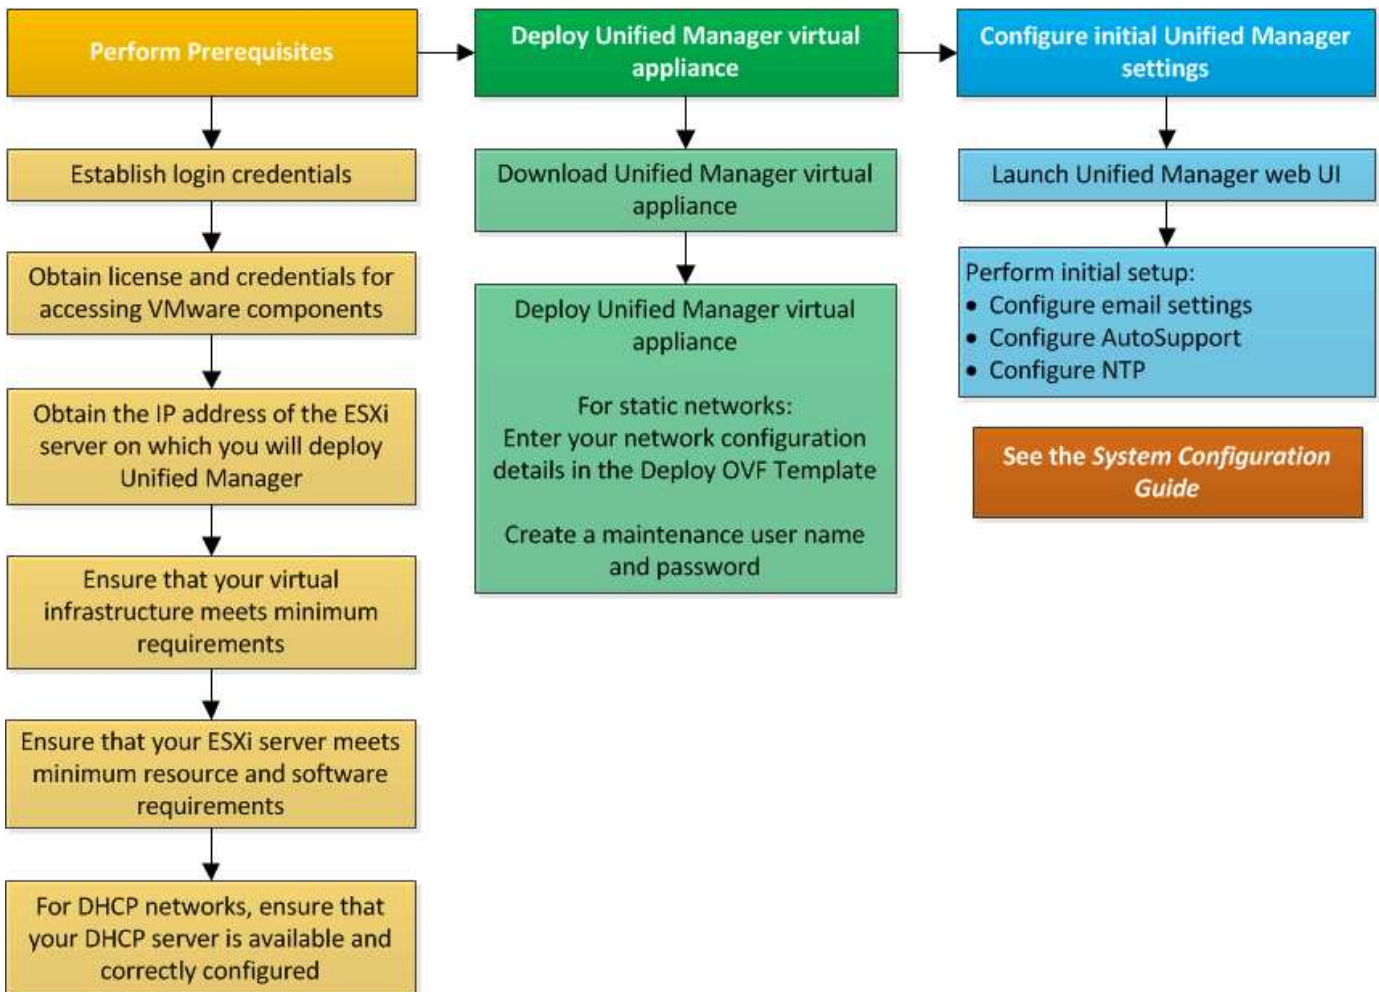 Perform Prerequisites
Establish login credentials
Obtain license and credentials for
accessing VMware components
Obtain the IP address of the ESXi
server on which you will deploy
Unified Manager
Ensure that your virtual
infrastructure meets minimum
requirements
Ensure that your ESXi server meets
minimum resource and software
requirements
For DHCP networks, ensure that
your DHCP server is available and
correctly configured
Deploy Unified Manager virtual
appliance
Download Unified Manager virtual
appliance
Deploy Unified Manager virtual
appliance
For static networks:
Enter your network configuration
details in the Deploy OVF Template
Create a maintenance user name
and password
Configure initial Unified Manager
settings
Launch Unified Manager web UI
Perform initial setup:
• Configure email settings
• Configure AutoSupport
• Configure NTP
See the System Configuration
Guide